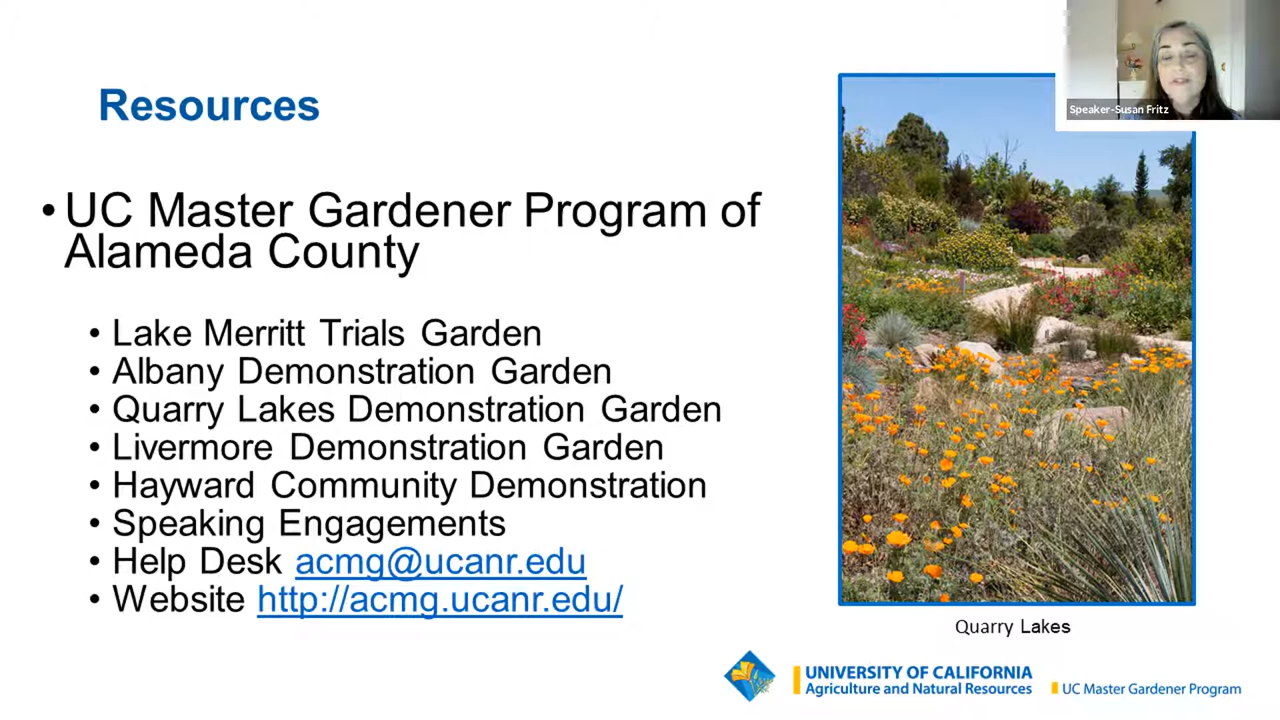 Resources
Speaker-Susan Fritz
• UC Master Gardener Program of
Alameda County
• Lake Merritt Trials Garden
• Albany Demonstration Garden
• Quarry Lakes Demonstration Garden
• Livermore Demonstration Garden
• Hayward Community Demonstration
• Speaking Engagements
• Help Desk acmg@ucanr.edu
• Website http://acmg.ucanr.edu/
Quarry Lakes
UNIVERSITY OF CALIFORNIA
Agriculture and Natural Resources
UC Master Gardener Program